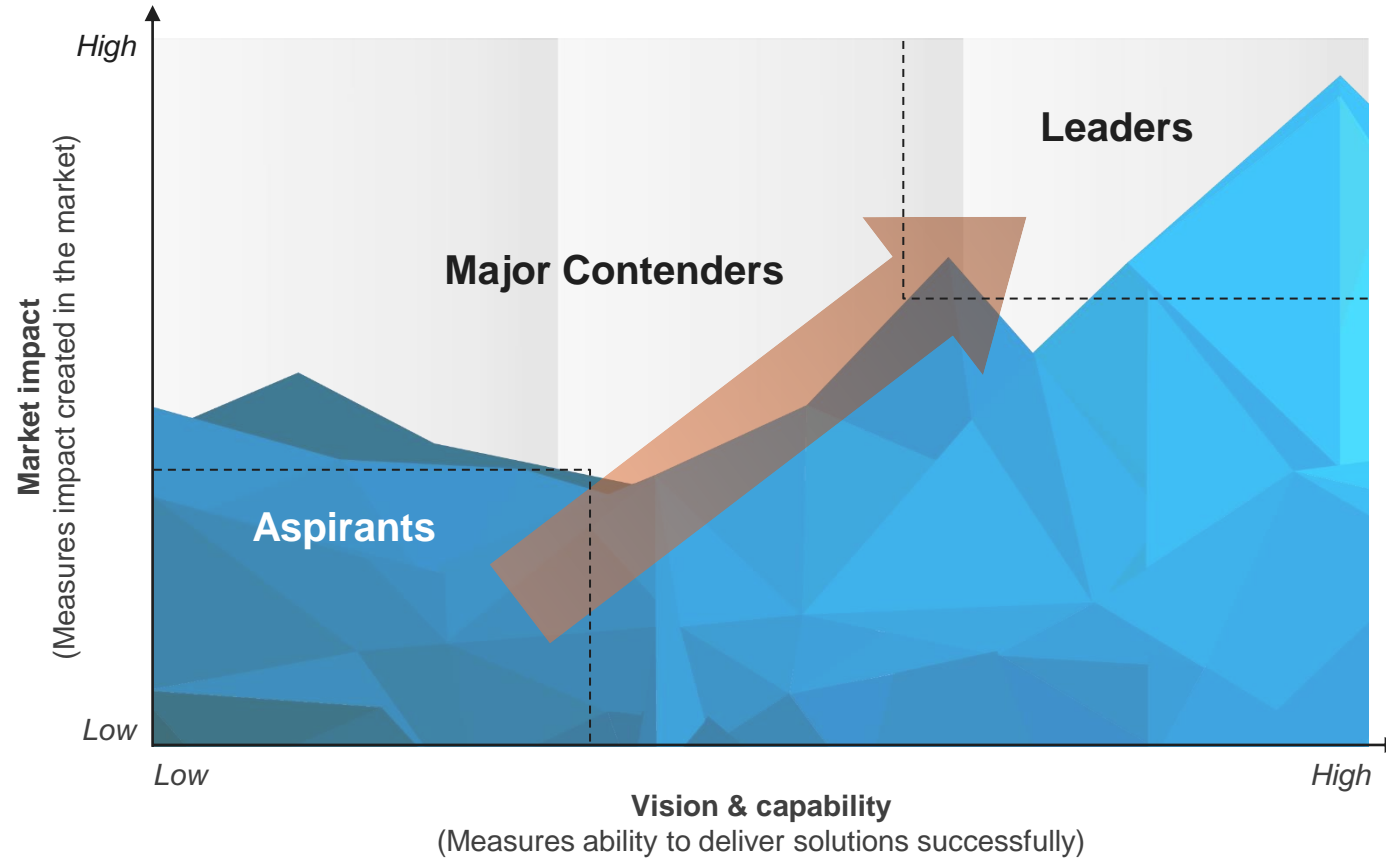 High
Leaders
Major Contenders
Market impact
(Measures impact created in the market)
Aspirants
Low
Low
High
Vision & capability
(Measures ability to deliver solutions successfully)